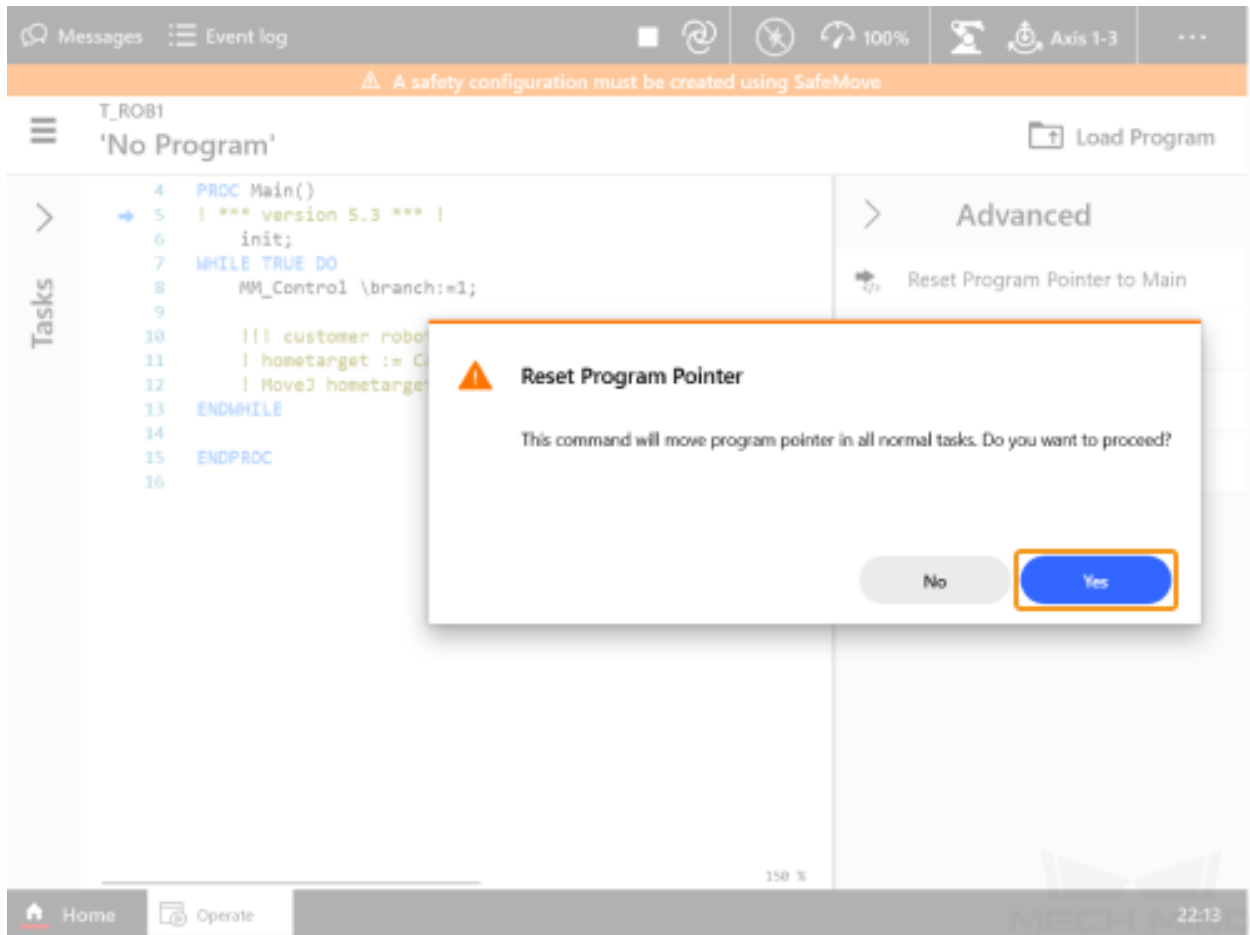 Messages Event log 100% Axis 1-3 ...
A safety configuration must be created using SafeMove
T_ROB1
'No Program'
Load Program
Tasks
4 PROC Main()
5 ! *** version 5.3 *** !
6 init;
7 WHILE TRUE DO
8 MM_Control \branch:=1;
9
10 !!! customer robo
11 ! hometarget := C
12 ! MoveJ hometarge
13 ENDWHILE
14
15 ENDPROC
16
150 %
Advanced
Reset Program Pointer to Main
Reset Program Pointer
This command will move program pointer in all normal tasks. Do you want to proceed?
No Yes
Home Operate 22:13
MECH MIND